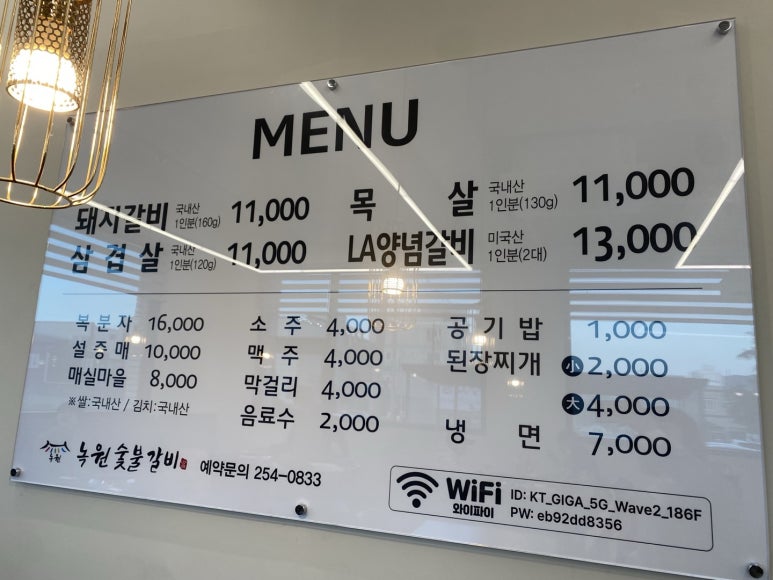 MENU
돼지갈비 국내산 1인분(160g) 11,000
삼겹살 국내산 1인분(120g) 11,000
목살 국내산 1인분(130g) 11,000
LA양념갈비 미국산 1인분(2대) 13,000
복분자 16,000
설중매 10,000
매실마을 8,000
※쌀:국내산 / 김치:국내산
소주 4,000
맥주 4,000
막걸리 4,000
음료수 2,000
공기밥 1,000
된장찌개 小 2,000
大 4,000
냉면 7,000
녹원 숯불갈비 예약문의 254-0833
WiFi 와이파이
ID: KT_GIGA_5G_Wave2_186F
PW: eb92dd8356